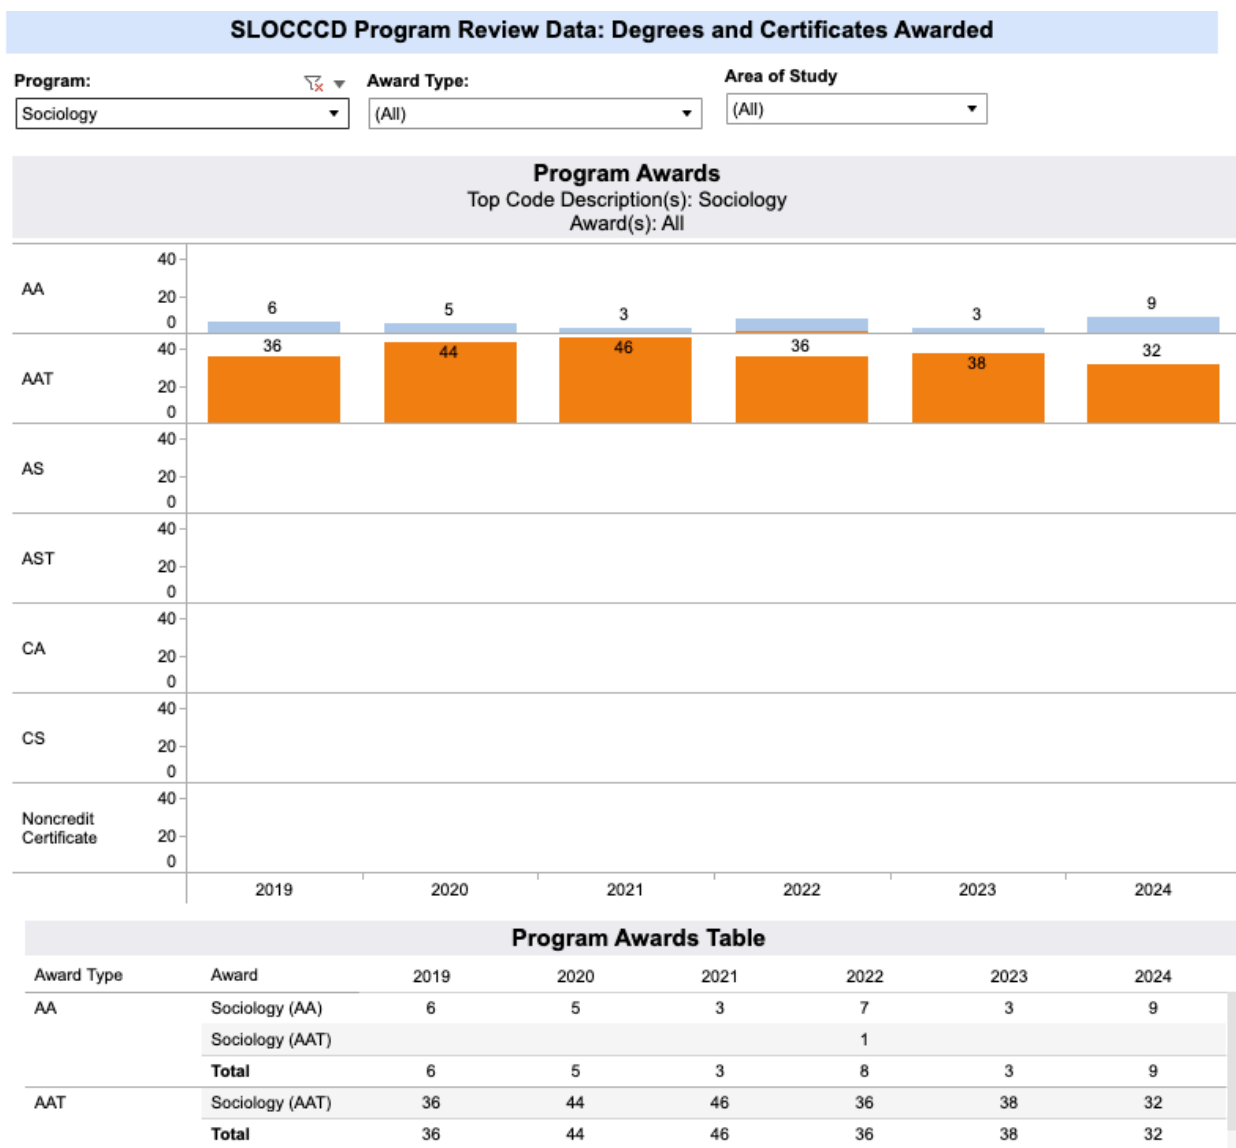 SLOCCCD Program Review Data: Degrees and Certificates Awarded
Program: Award Type: Area of Study
Sociology (All) (All)
Program Awards
Top Code Description(s): Sociology
Award(s): All
AA 40 20 0 6 5 3 3 9
AAT 40 20 0 36 44 46 36 38 32
AS 40 20 0
AST 40 20 0
CA 40 20 0
CS 40 20 0
Noncredit
Certificate 40 20 0
2019 2020 2021 2022 2023 2024
Program Awards Table
Award Type Award 2019 2020 2021 2022 2023 2024
AA Sociology (AA) 6 5 3 7 3 9
Sociology (AAT) 1
Total 6 5 3 8 3 9
AAT Sociology (AAT) 36 44 46 36 38 32
Total 36 44 46 36 38 32